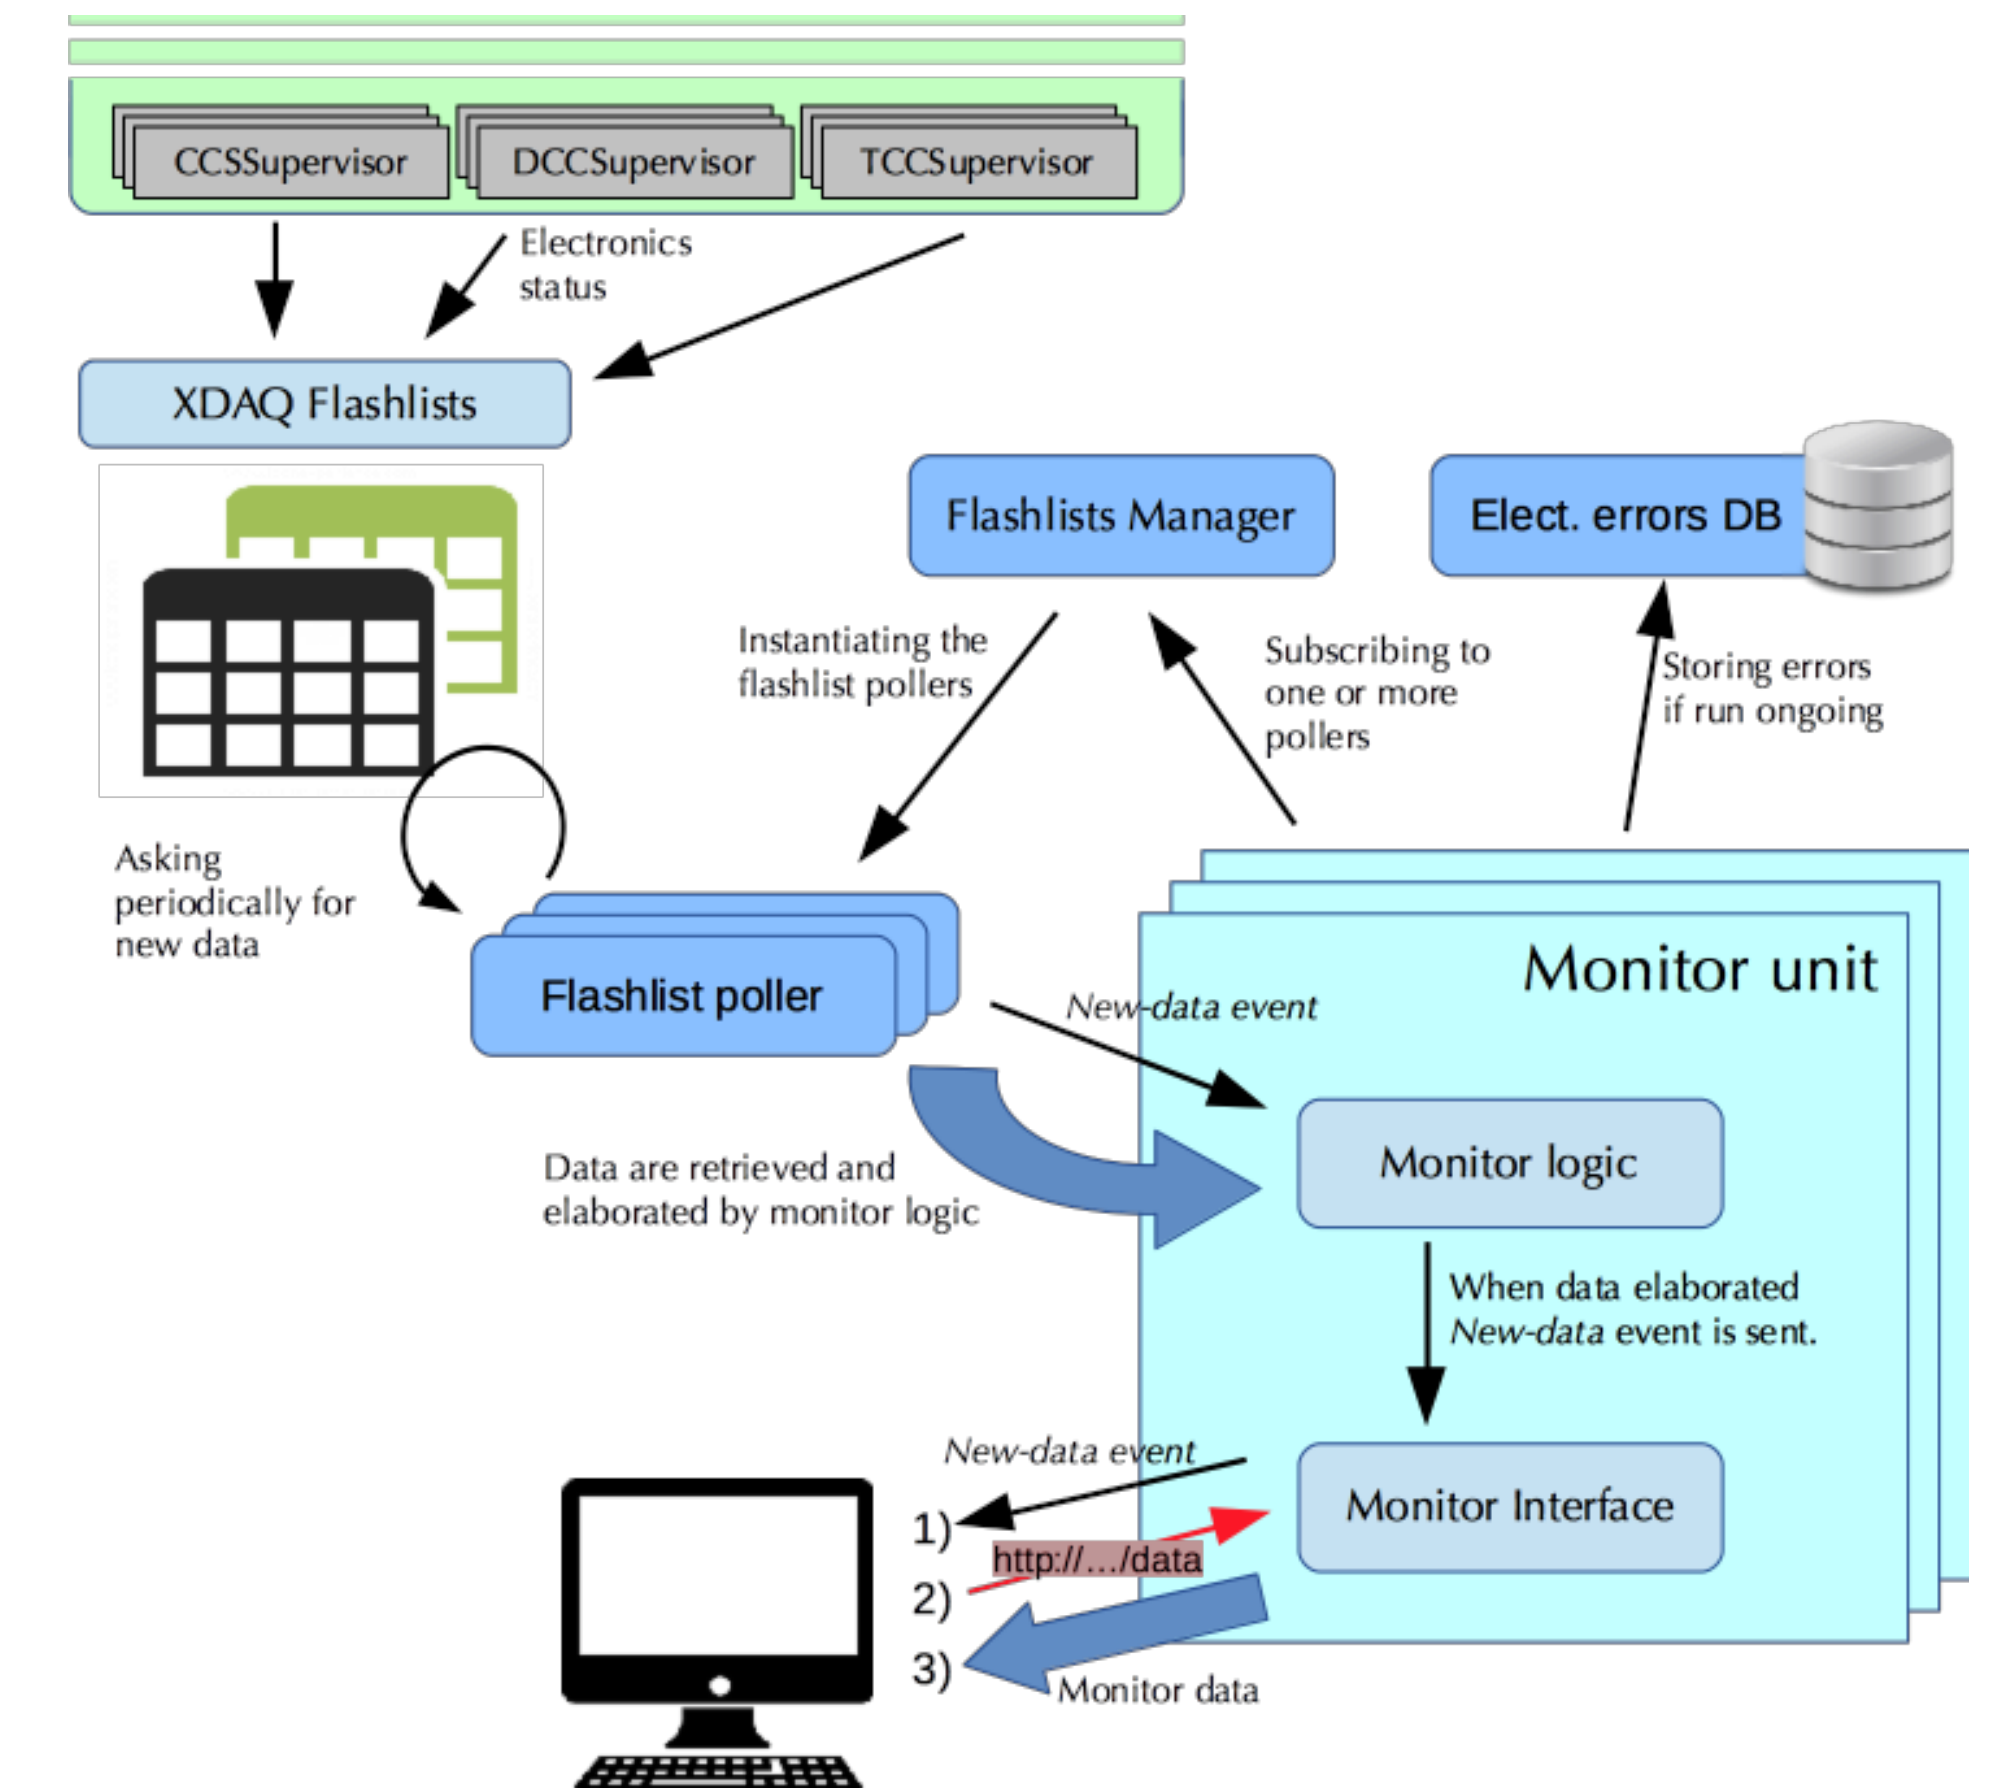 CCSSupervisor
DCCSupervisor
TCCSupervisor
Electronics
status
XDAQ Flashlists
Flashlists Manager
Elect. errors DB
Instantiating the
flashlist pollers
Subscribing to
one or more
pollers
Storing errors
if run ongoing
Asking
periodically for
new data
Flashlist poller
Monitor unit
New-data event
Monitor logic
Data are retrieved and
elaborated by monitor logic
When data elaborated
New-data event is sent.
New-data event
Monitor Interface
1)
http://.../data
2)
3)
Monitor data